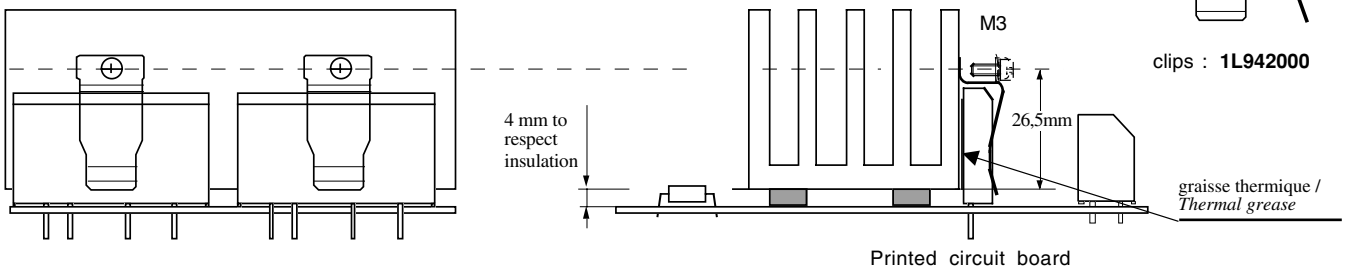 M3
clips : 1L942000
4 mm to
respect
insulation
26,5mm
graisse thermique /
Thermal grease
Printed circuit board